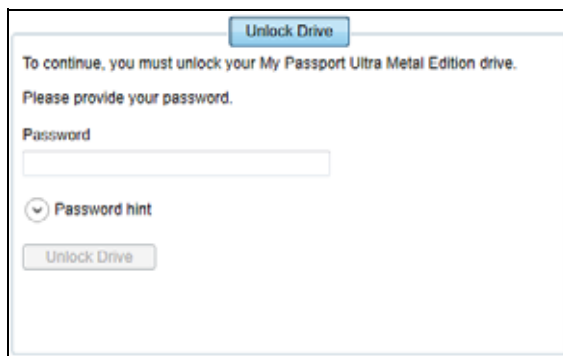 Unlock Drive
To continue, you must unlock your My Passport Ultra Metal Edition drive.
Please provide your password.
Password
Password hint
Unlock Drive